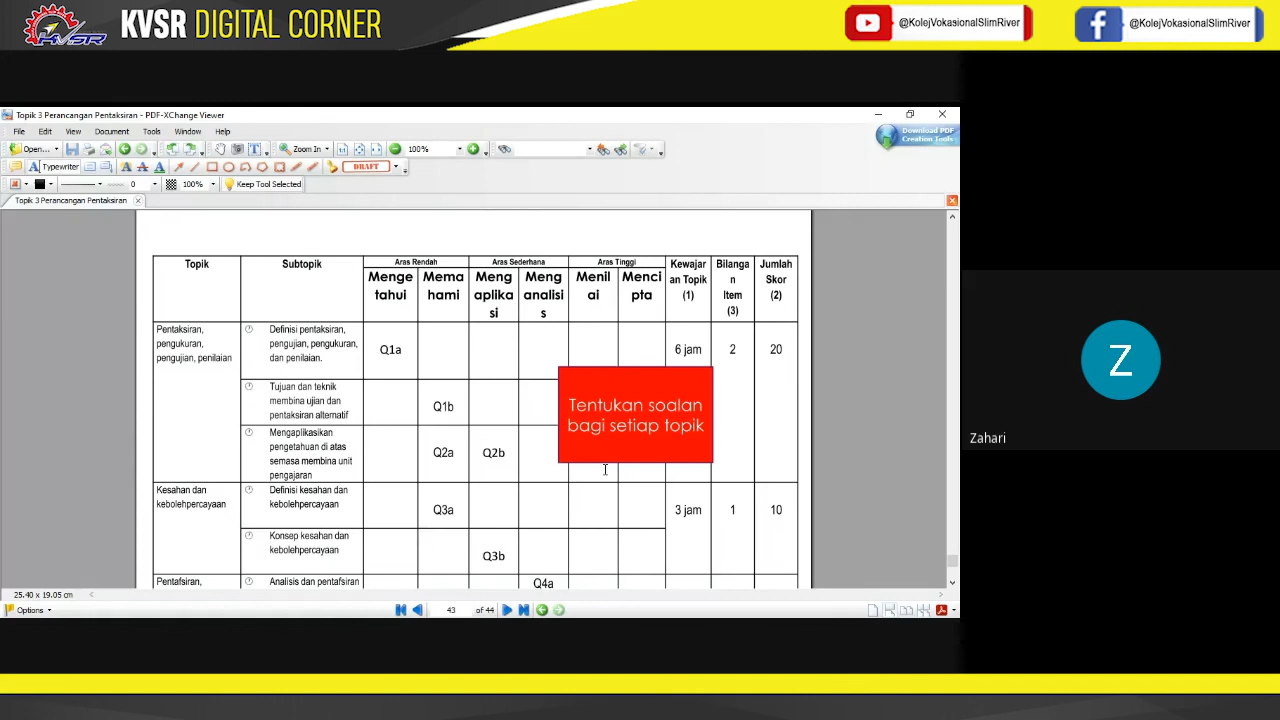 KVSR
KVSR DIGITAL CORNER
@KolejVokasionalSlimRiver
@KolejVokasionalSlimRiver
Topik 3 Perancangan Pentaksiran - PDF-XChange Viewer
File Edit View Document Tools Window Help
Open... Zoom In 100%
Download PDF
Creation Tools
Typewriter DRAFT
0 100% Keep Tool Selected
Topik 3 Perancangan Pentaksiran
Aras Rendah Aras Sederhana Aras Tinggi
Topik Subtopik Menge Mema Meng Meng Menil Menci Kewajar Bilanga Jumlah
tahui hami aplika analisi ai pta an Topik n Skor
si s (1) Item (2)
(3)
Pentaksiran, Definisi pentaksiran,
pengukuran, pengujian, pengukuran,
pengujian, penilaian dan penilaian.
Q1a 6 jam 2 20
Tujuan dan teknik
membina ujian dan
pentaksiran alternatif
Q1b
Tentukan soalan
bagi setiap topik
Mengaplikasikan
pengetahuan di atas
semasa membina unit
pengajaran
Q2a Q2b
Kesahan dan Definisi kesahan dan
kebolehpercayaan kebolehpercayaan
Q3a 3 jam 1 10
Konsep kesahan dan
kebolehpercayaan
Q3b
Pentafsiran, Analisis dan pentafsiran Q4a
25.40 x 19.05 cm
Options 43 of 44
Z
Zahari